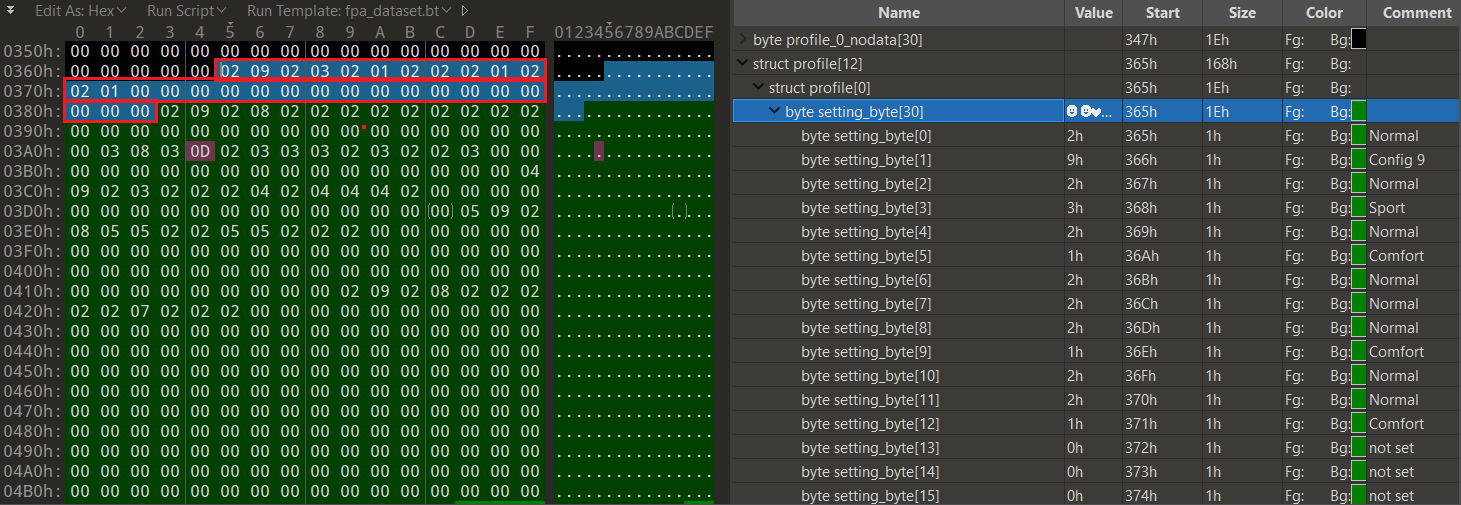 Edit As: Hex Run Script Run Template: fpa_dataset.bt
0 1 2 3 4 5 6 7 8 9 A B C D E F 0123456789ABCDEF
0350h: 00 00 00 00 00 00 00 00 00 00 00 00 00 00 00 00 ................
0360h: 00 00 00 00 00 02 09 02 03 02 01 02 02 02 01 02 ................
0370h: 02 01 00 00 00 00 00 00 00 00 00 00 00 00 00 00 ................
0380h: 00 00 00 02 09 02 08 02 02 02 02 02 02 02 02 02 ................
0390h: 00 00 00 00 00 00 00 00 00 00 00 00 00 00 00 00 ................
03A0h: 00 03 08 03 0D 02 03 03 03 02 03 02 02 03 00 00 ................
03B0h: 00 00 00 00 00 00 00 00 00 00 00 00 00 00 00 04 ................
03C0h: 09 02 03 02 02 02 04 02 04 04 04 02 00 00 00 00 ................
03D0h: 00 00 00 00 00 00 00 00 00 00 00 00 (00) 05 09 02 ............(.)...
03E0h: 08 05 05 02 02 05 05 02 02 02 00 00 00 00 00 00 ................
03F0h: 00 00 00 00 00 00 00 00 00 00 00 00 00 00 00 00 ................
0400h: 00 00 00 00 00 00 00 00 00 00 00 00 00 00 00 00 ................
0410h: 00 00 00 00 00 00 00 00 00 02 09 02 08 02 02 02 ................
0420h: 02 02 07 02 02 02 00 00 00 00 00 00 00 00 00 00 ................
0430h: 00 00 00 00 00 00 00 00 00 00 00 00 00 00 00 00 ................
0440h: 00 00 00 00 00 00 00 00 00 00 00 00 00 00 00 00 ................
0450h: 00 00 00 00 00 00 00 00 00 00 00 00 00 00 00 00 ................
0460h: 00 00 00 00 00 00 00 00 00 00 00 00 00 00 00 00 ................
0470h: 00 00 00 00 00 00 00 00 00 00 00 00 00 00 00 00 ................
0480h: 00 00 00 00 00 00 00 00 00 00 00 00 00 00 00 00 ................
0490h: 00 00 00 00 00 00 00 00 00 00 00 00 00 00 00 00 ................
04A0h: 00 00 00 00 00 00 00 00 00 00 00 00 00 00 00 00 ................
04B0h: 00 00 00 00 00 00 00 00 00 00 00 00 00 00 00 00 ................
Name Value Start Size Color Comment
byte profile_0_nodata[30] 347h 1Eh Fg: Bg:
struct profile[12] 365h 168h Fg: Bg:
struct profile[0] 365h 1Eh Fg: Bg:
byte setting_byte[30] ☻ ☻♥... 365h 1Eh Fg: Bg:
byte setting_byte[0] 2h 365h 1h Fg: Bg: Normal
byte setting_byte[1] 9h 366h 1h Fg: Bg: Config 9
byte setting_byte[2] 2h 367h 1h Fg: Bg: Normal
byte setting_byte[3] 3h 368h 1h Fg: Bg: Sport
byte setting_byte[4] 2h 369h 1h Fg: Bg: Normal
byte setting_byte[5] 1h 36Ah 1h Fg: Bg: Comfort
byte setting_byte[6] 2h 36Bh 1h Fg: Bg: Normal
byte setting_byte[7] 2h 36Ch 1h Fg: Bg: Normal
byte setting_byte[8] 2h 36Dh 1h Fg: Bg: Normal
byte setting_byte[9] 1h 36Eh 1h Fg: Bg: Comfort
byte setting_byte[10] 2h 36Fh 1h Fg: Bg: Normal
byte setting_byte[11] 2h 370h 1h Fg: Bg: Normal
byte setting_byte[12] 1h 371h 1h Fg: Bg: Comfort
byte setting_byte[13] 0h 372h 1h Fg: Bg: not set
byte setting_byte[14] 0h 373h 1h Fg: Bg: not set
byte setting_byte[15] 0h 374h 1h Fg: Bg: not set